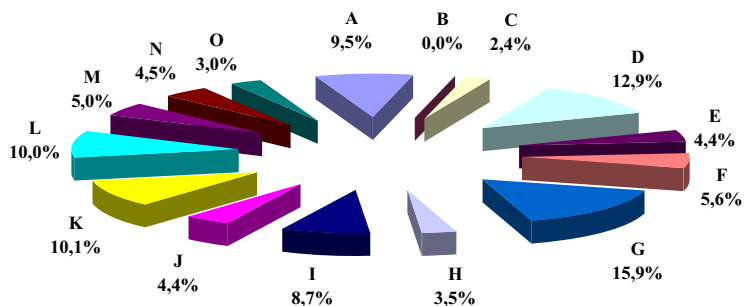 A
9,5%
B
0,0%
C
2,4%
D
12,9%
E
4,4%
F
5,6%
G
15,9%
H
3,5%
I
8,7%
J
4,4%
K
10,1%
L
10,0%
M
5,0%
N
4,5%
O
3,0%